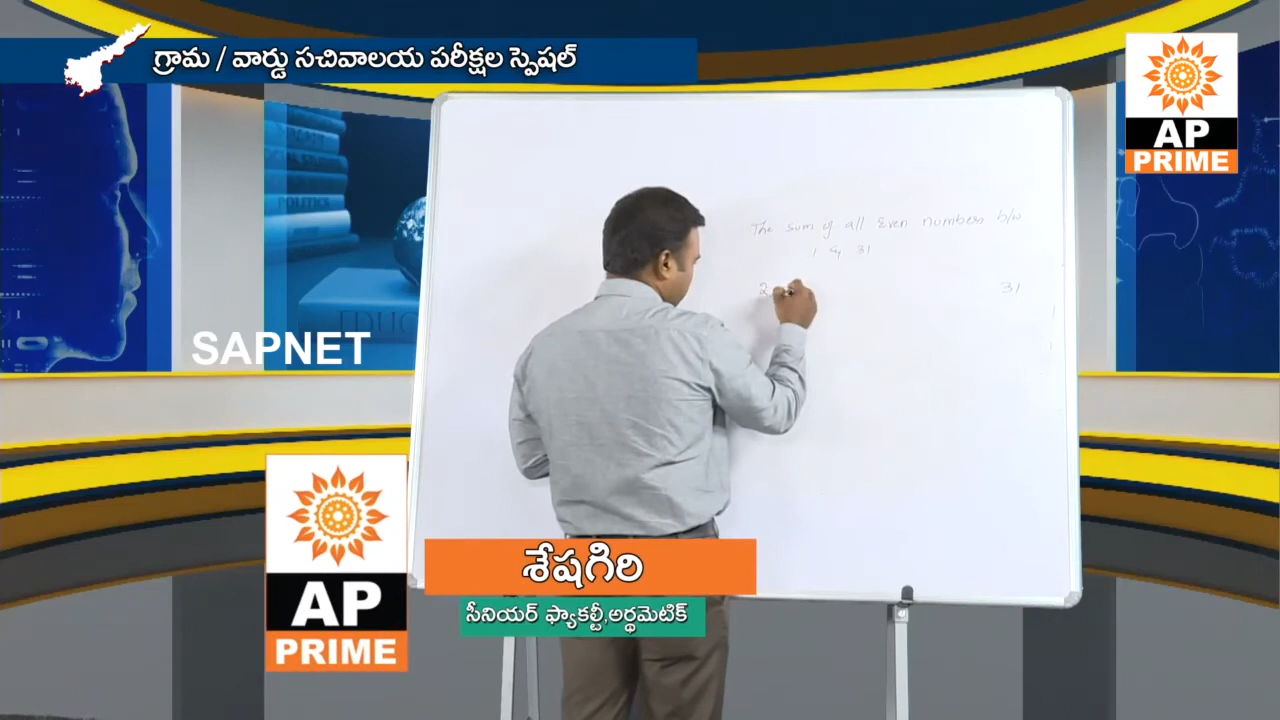 గ్రామ / వార్డు సచివాలయ పరీక్షల స్పెషల్
AP
PRIME
POLITICS
SAPNET
The sum of all Even numbers b/w
1 & 31
2
31
శేషగిరి
సీనియర్ ఫ్యాకల్టీ,అర్థమెటిక్
AP
PRIME